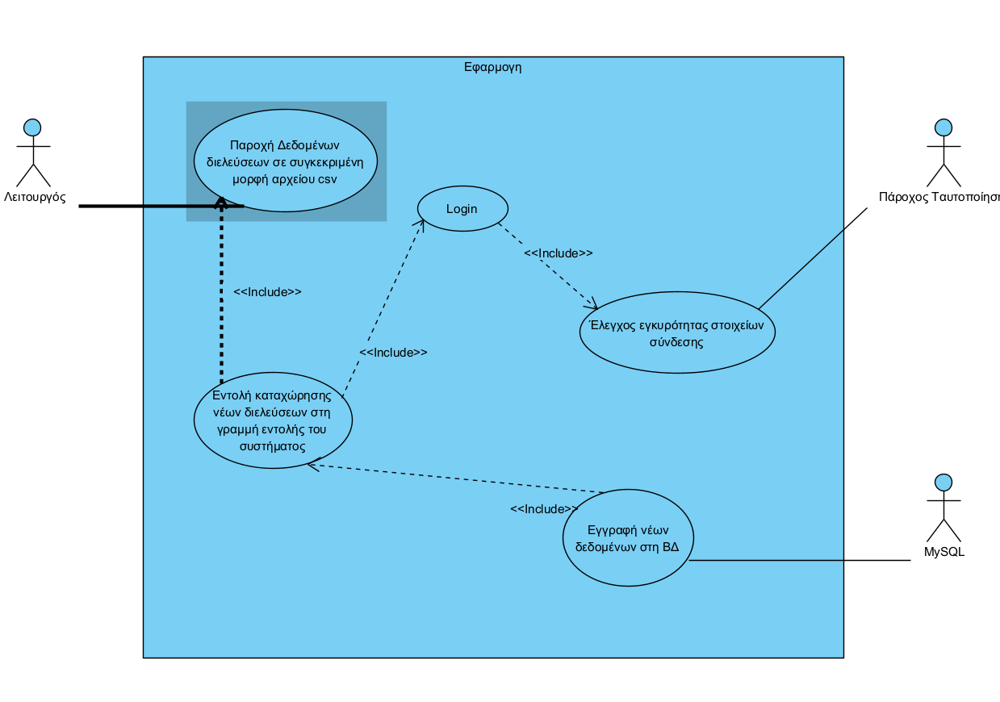 Εφαρμογη
Παροχή Δεδομένων
διελεύσεων σε συγκεκριμένη
μορφή αρχείου csv
Λειτουργός
Πάροχος Ταυτοποίηση
Login
<<Include>>
<<Include>>
Έλεγχος εγκυρότητας στοιχείων
σύνδεσης
<<Include>>
Εντολή καταχώρησης
νέων διελεύσεων στη
γραμμή εντολής του
συστήματος
<<Include>>
Εγγραφή νέων
δεδομένων στη ΒΔ
MySQL